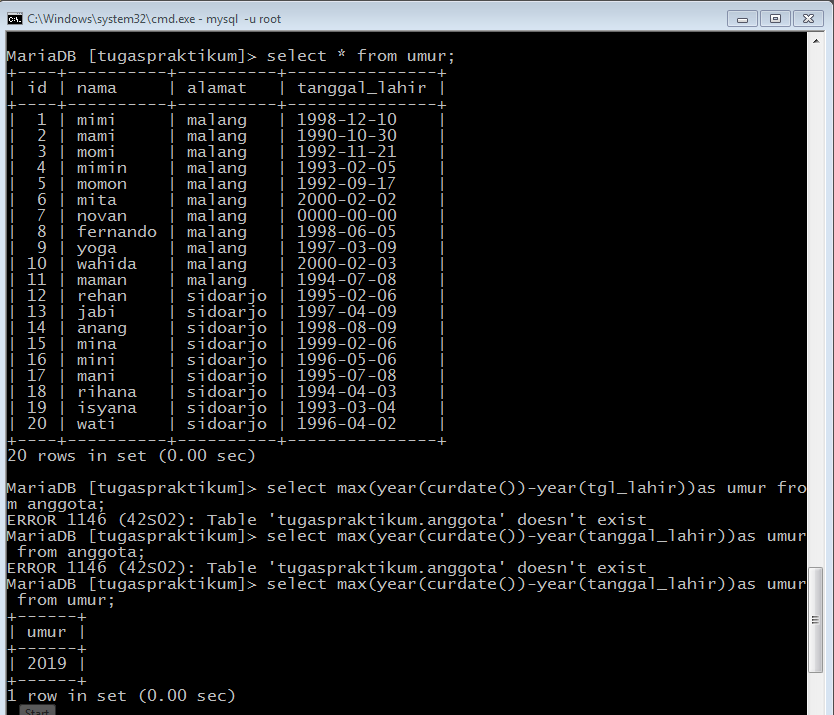 C:\Windows\system32\cmd.exe - mysql  -u root
MariaDB [tugaspraktikum]> select * from umur;
+----+----------+----------+---------------+
| id | nama     | alamat   | tanggal_lahir |
+----+----------+----------+---------------+
|  1 | mimi     | malang   | 1998-12-10    |
|  2 | mami     | malang   | 1990-10-30    |
|  3 | momi     | malang   | 1992-11-21    |
|  4 | mimin    | malang   | 1993-02-05    |
|  5 | momon    | malang   | 1992-09-17    |
|  6 | mita     | malang   | 2000-02-02    |
|  7 | novan    | malang   | 0000-00-00    |
|  8 | fernando | malang   | 1998-06-05    |
|  9 | yoga     | malang   | 1997-03-09    |
| 10 | wahida   | malang   | 2000-02-03    |
| 11 | maman    | malang   | 1994-07-08    |
| 12 | rehan    | sidoarjo | 1995-02-06    |
| 13 | jabi     | sidoarjo | 1997-04-09    |
| 14 | anang    | sidoarjo | 1998-08-09    |
| 15 | mina     | sidoarjo | 1999-02-06    |
| 16 | mini     | sidoarjo | 1996-05-06    |
| 17 | mani     | sidoarjo | 1995-07-08    |
| 18 | rihana   | sidoarjo | 1994-04-03    |
| 19 | isyana   | sidoarjo | 1993-03-04    |
| 20 | wati     | sidoarjo | 1996-04-02    |
+----+----------+----------+---------------+
20 rows in set (0.00 sec)
MariaDB [tugaspraktikum]> select max(year(curdate())-year(tgl_lahir))as umur fro
m anggota;
ERROR 1146 (42S02): Table 'tugaspraktikum.anggota' doesn't exist
MariaDB [tugaspraktikum]> select max(year(curdate())-year(tanggal_lahir))as umur
 from anggota;
ERROR 1146 (42S02): Table 'tugaspraktikum.anggota' doesn't exist
MariaDB [tugaspraktikum]> select max(year(curdate())-year(tanggal_lahir))as umur
 from umur;
+------+
| umur |
+------+
| 2019 |
+------+
1 row in set (0.00 sec)
Start